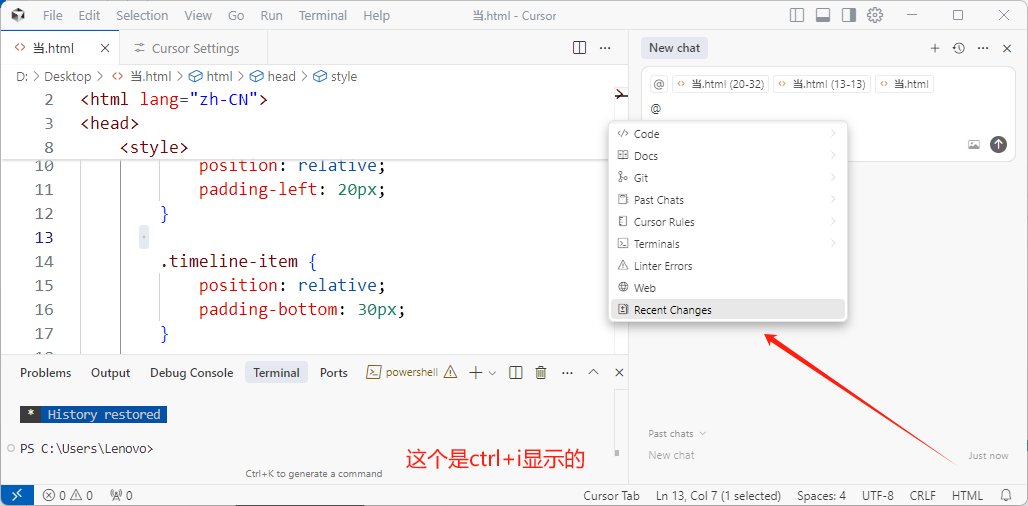 File Edit Selection View Go Run Terminal Help 当.html - Cursor
当.html Cursor Settings
D: > Desktop > 当.html > html > head > style
2 <html lang="zh-CN">
3 <head>
8 <style>
10 position: relative;
11 padding-left: 20px;
12 }
13
14 .timeline-item {
15 position: relative;
16 padding-bottom: 30px;
17 }
Problems Output Debug Console Terminal Ports powershell
* History restored
PS C:\Users\Lenovo>
Ctrl+K to generate a command
这个是ctrl+i显示的
New chat
@ 当.html (20-32) 当.html (13-13) 当.html
@
Code
Docs
Git
Past Chats
Cursor Rules
Terminals
Linter Errors
Web
Recent Changes
Past chats
New chat Just now
0 0 0 Cursor Tab Ln 13, Col 7 (1 selected) Spaces: 4 UTF-8 CRLF HTML